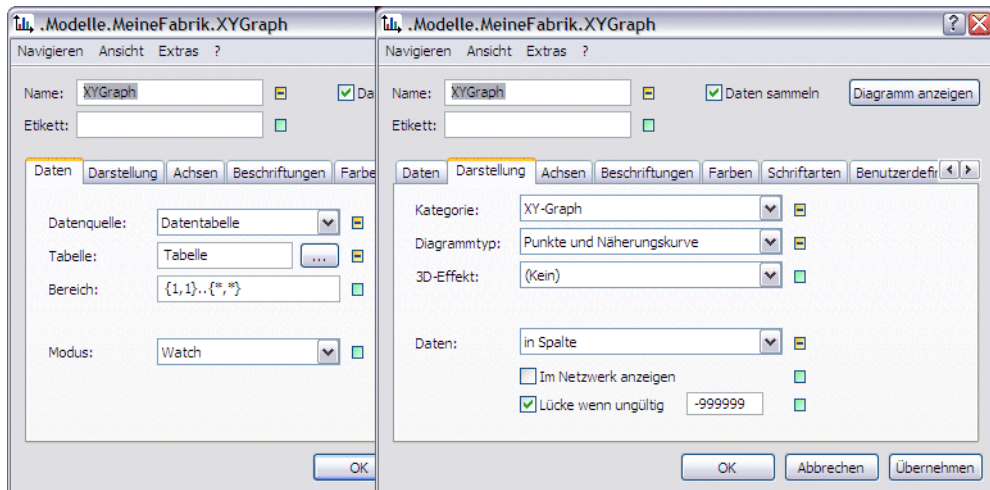 .Modelle.MeineFabrik.XYGraph
Navigieren Ansicht Extras ?
Name: XYGraph Da
Etikett:
Daten Darstellung Achsen Beschriftungen Farbe
Datenquelle: Datentabelle
Tabelle: Tabelle ...
Bereich: {1,1}..{*,*}
Modus: Watch
OK
.Modelle.MeineFabrik.XYGraph ?
Navigieren Ansicht Extras ?
Name: XYGraph Daten sammeln Diagramm anzeigen
Etikett:
Daten Darstellung Achsen Beschriftungen Farben Schriftarten Benutzerdefin
Kategorie: XY-Graph
Diagrammtyp: Punkte und Näherungskurve
3D-Effekt: (Kein)
Daten: in Spalte
Im Netzwerk anzeigen
Lücke wenn ungültig -999999
OK Abbrechen Übernehmen